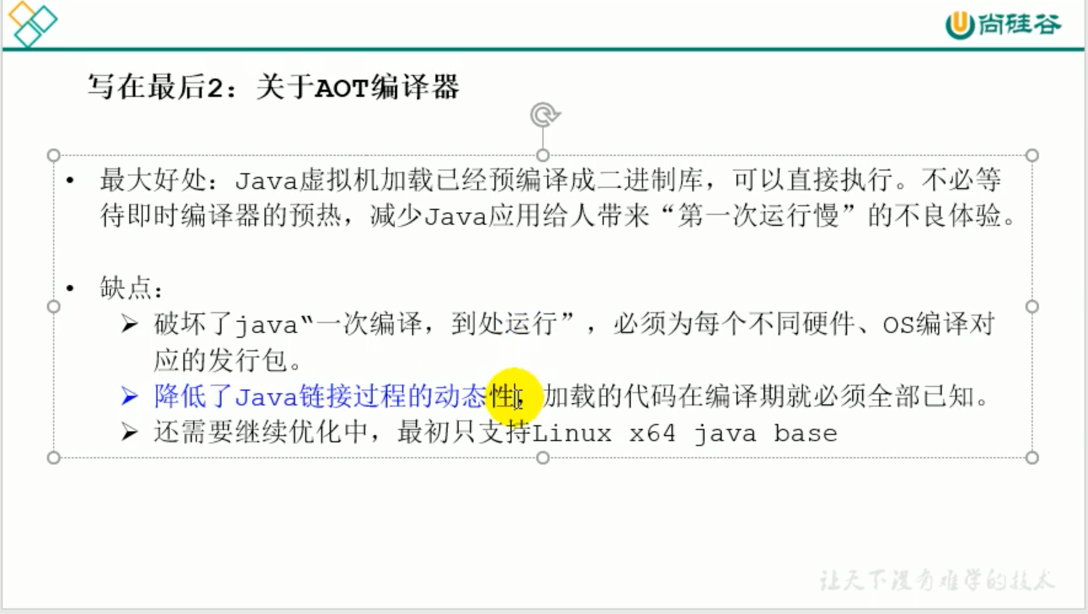 尚硅谷
写在最后2：关于AOT编译器
• 最大好处：Java虚拟机加载已经预编译成二进制库，可以直接执行。不必等
待即时编译器的预热，减少Java应用给人带来“第一次运行慢”的不良体验。
• 缺点：
➢ 破坏了java“一次编译，到处运行”，必须为每个不同硬件、OS编译对
应的发行包。
➢ 降低了Java链接过程的动态性，加载的代码在编译期就必须全部已知。
➢ 还需要继续优化中，最初只支持Linux x64 java base
让天下没有难学的技术